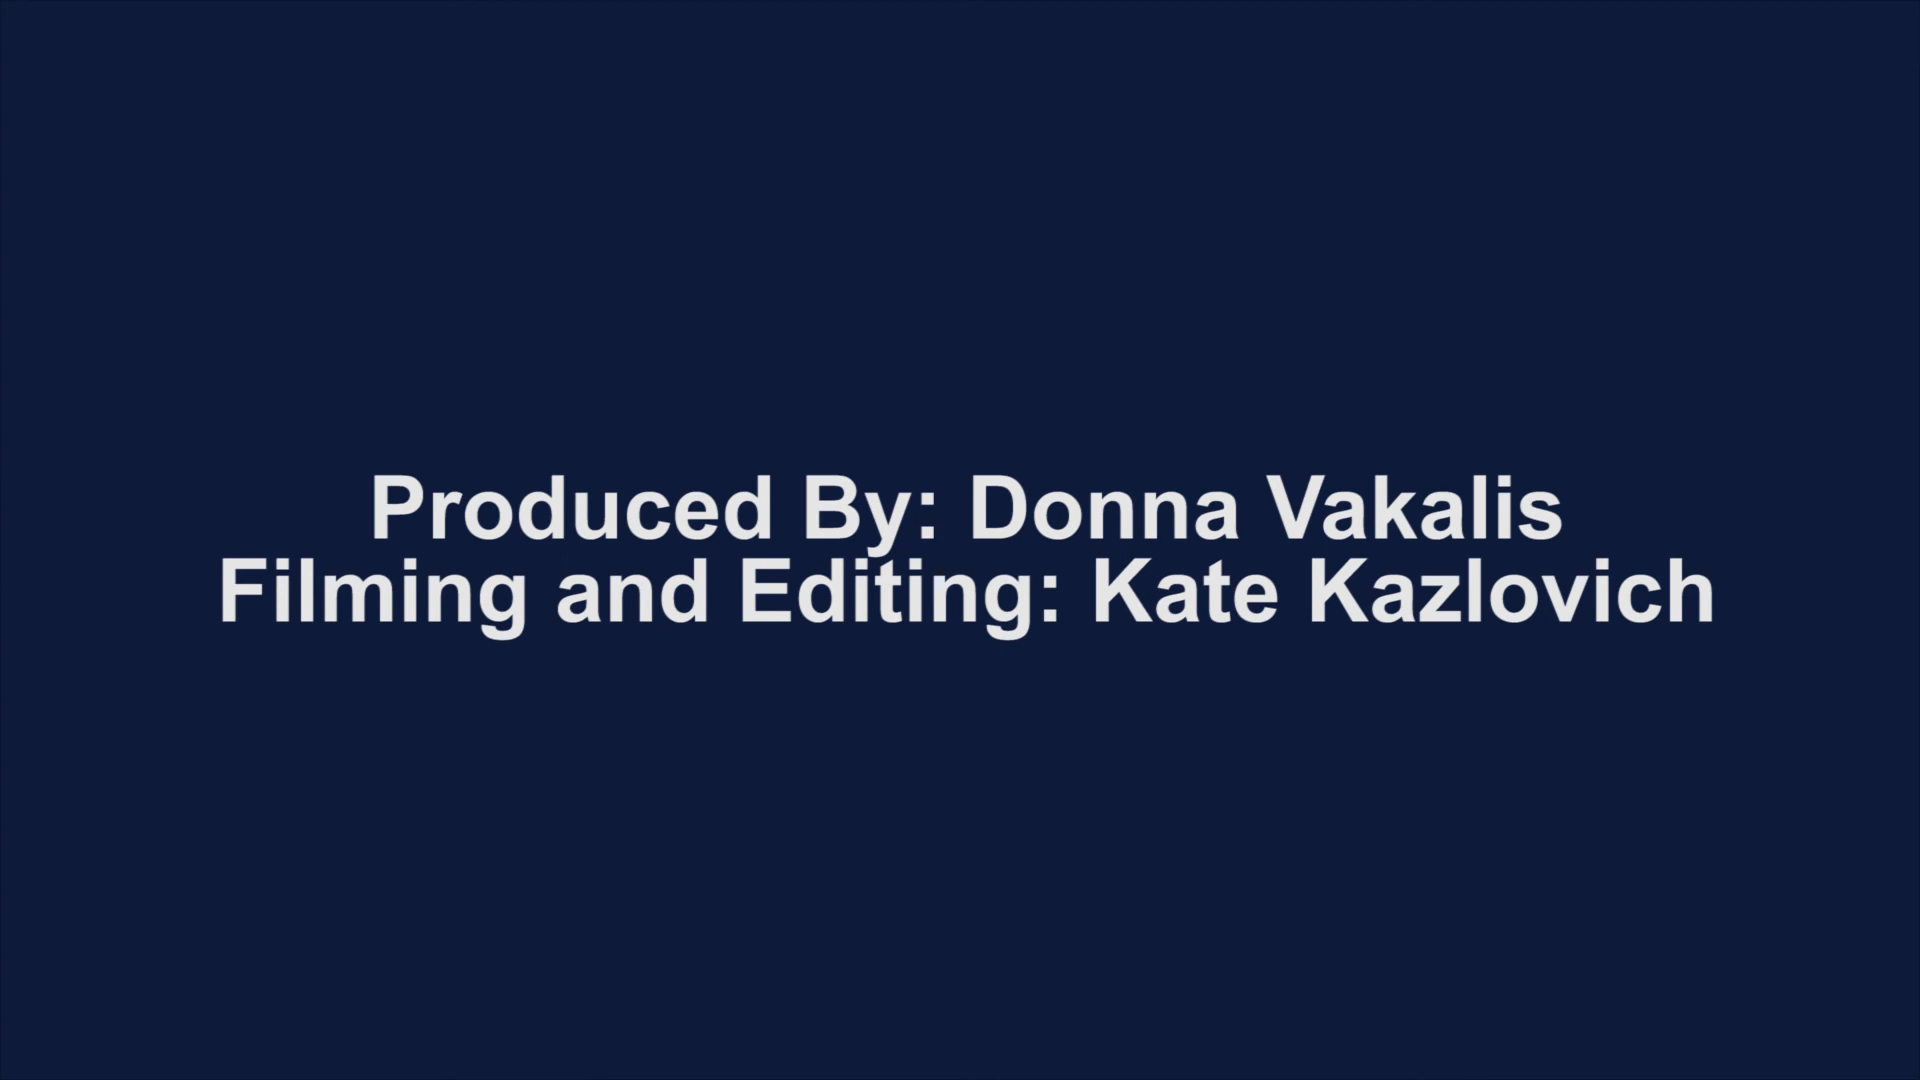 Produced By: Donna Vakalis
Filming and Editing: Kate Kazlovich